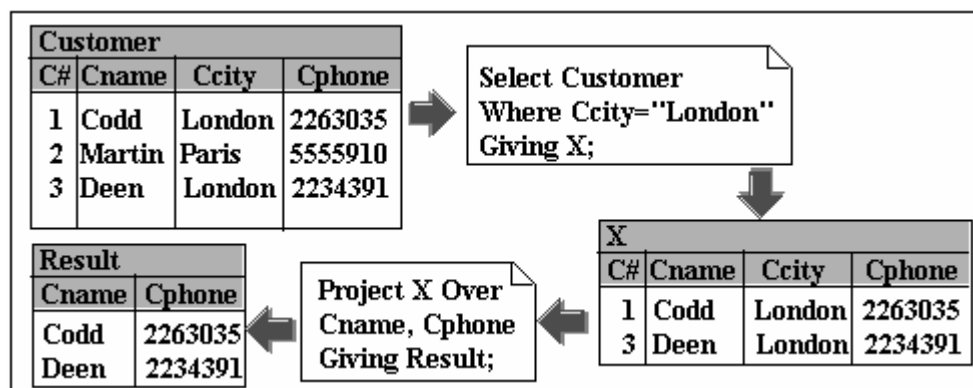 Customer
C# Cname Ccity Cphone
1 Codd London 2263035
2 Martin Paris 5555910
3 Deen London 2234391
Select Customer
Where Ccity="London"
Giving X;
X
C# Cname Ccity Cphone
1 Codd London 2263035
3 Deen London 2234391
Project X Over
Cname, Cphone
Giving Result;
Result
Cname Cphone
Codd 2263035
Deen 2234391